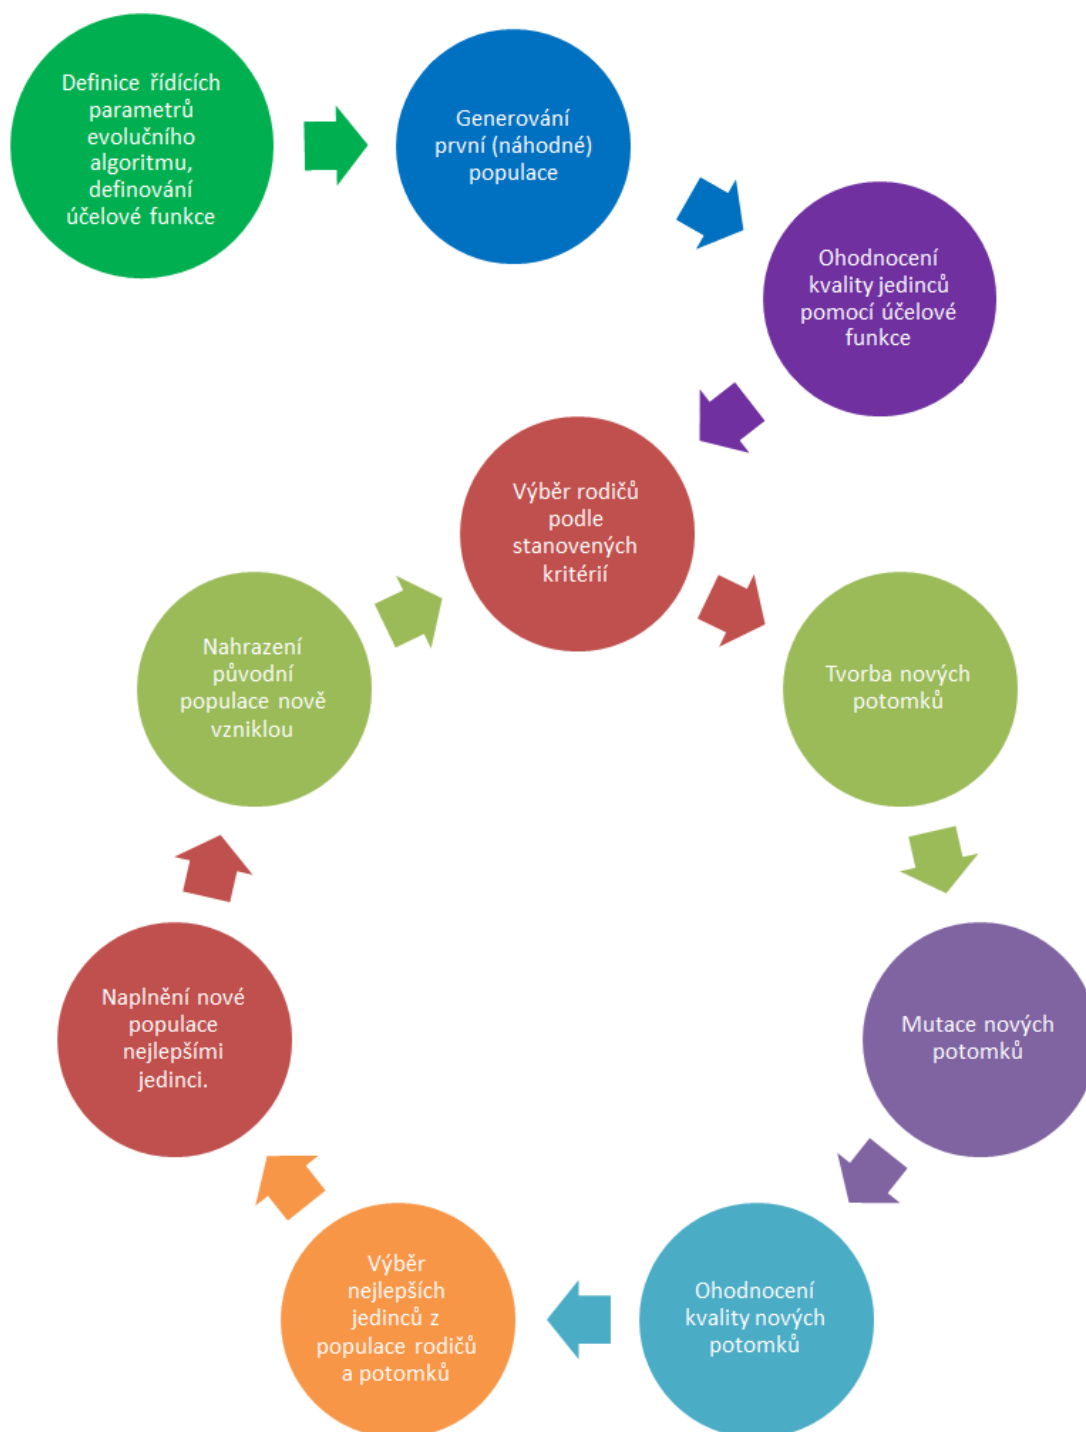 Definice řídících
parametrů
evolučního
algoritmu,
definování
účelové funkce
Generování
první (náhodné)
populace
Ohodnocení
kvality jedinců
pomocí účelové
funkce
Výběr rodičů
podle
stanovených
kritérií
Tvorba nových
potomků
Mutace nových
potomků
Ohodnocení
kvality nových
potomků
Výběr
nejlepších
jedinců z
populace rodičů
a potomků
Naplnění nové
populace
nejlepšími
jedinci.
Nahrazení
původní
populace nově
vzniklou